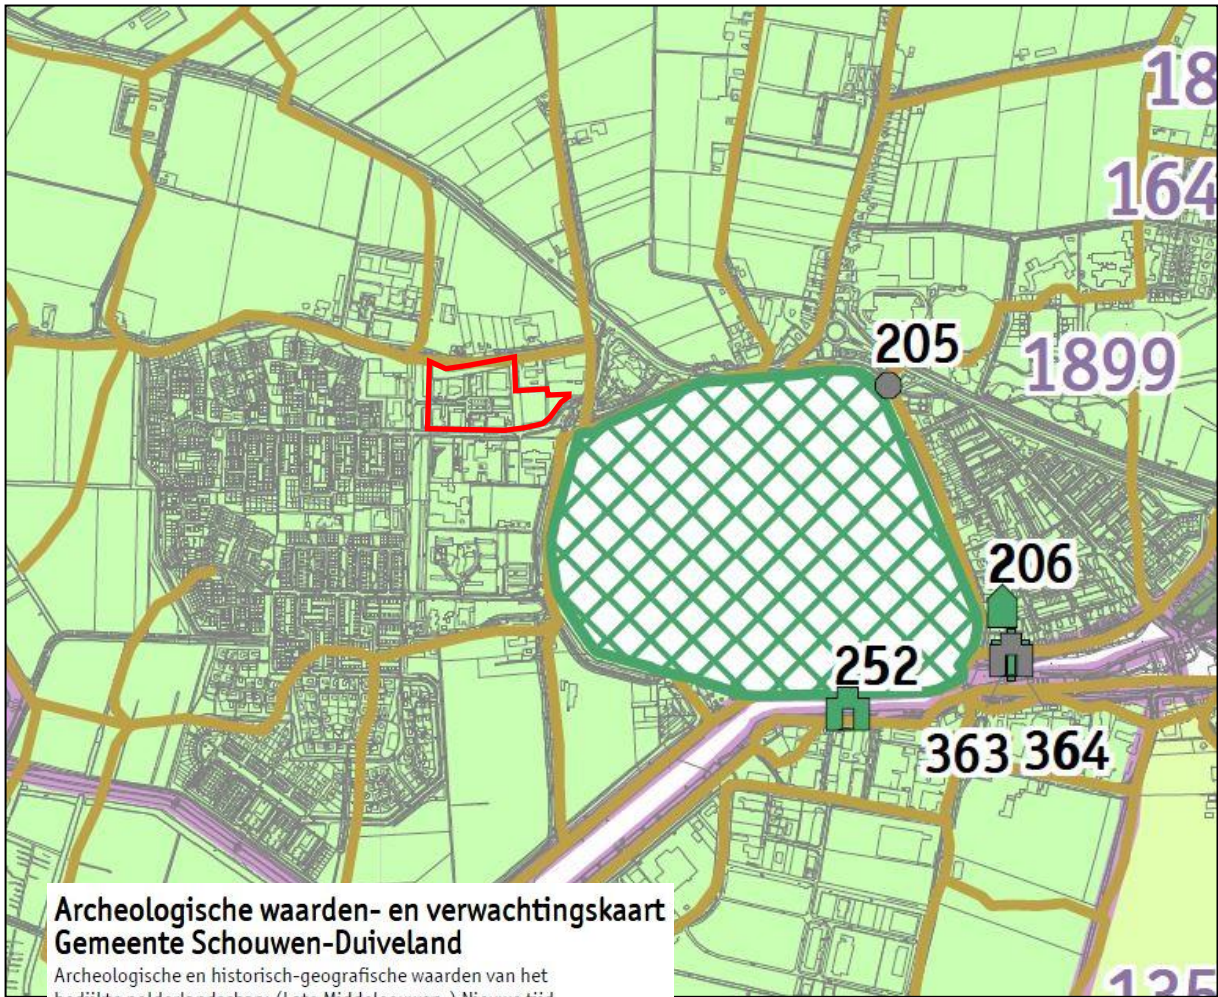 18
164
205
1899
206
252
363 364
Archeologische waarden- en verwachtingskaart
Gemeente Schouwen-Duiveland
Archeologische en historisch-geografische waarden van het
135